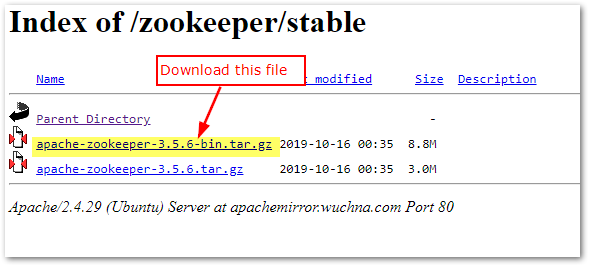 Index of /zookeeper/stable
Download this file
Name modified Size Description
Parent Directory -
apache-zookeeper-3.5.6-bin.tar.gz 2019-10-16 00:35 8.8M
apache-zookeeper-3.5.6.tar.gz 2019-10-16 00:35 3.0M
Apache/2.4.29 (Ubuntu) Server at apachemirror.wuchna.com Port 80